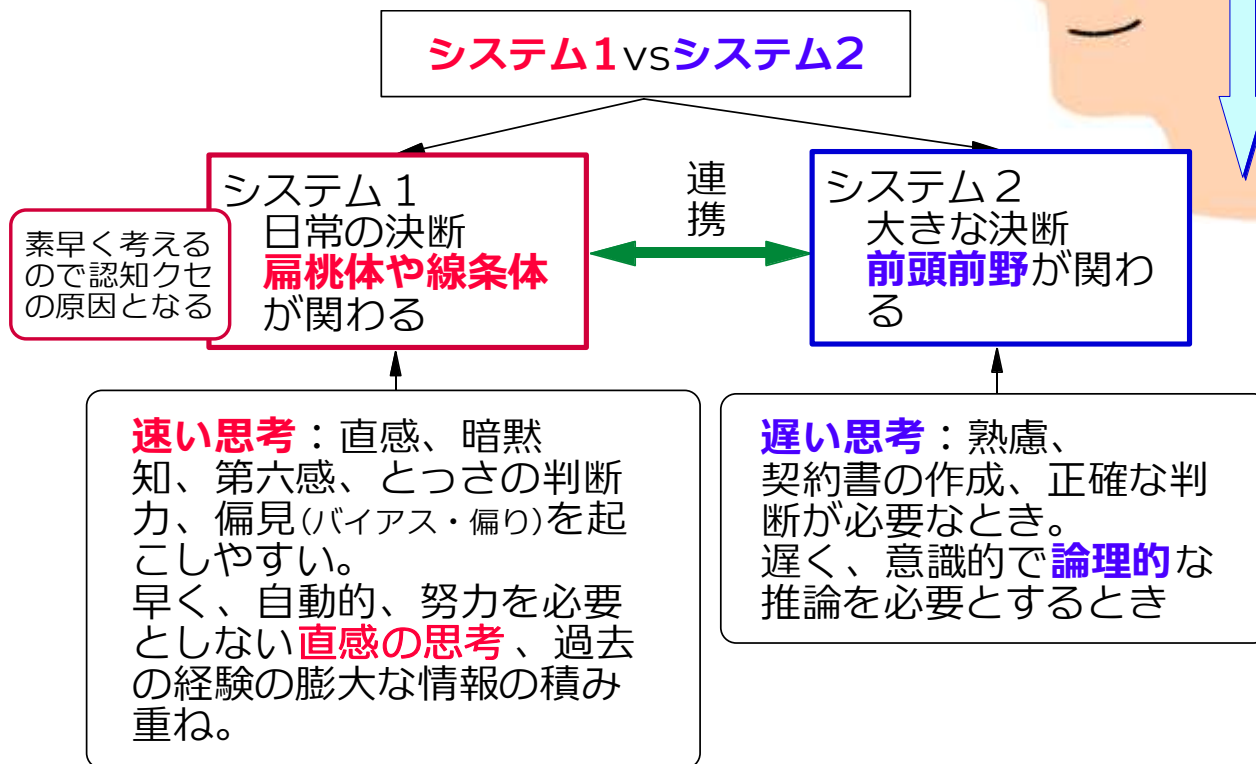 システム1vsシステム2
システム１
日常の決断
扁桃体や線条体
が関わる
素早く考える
ので認知クセ
の原因となる
連
携
システム２
大きな決断
前頭前野が関わ
る
速い思考：直感、暗黙
知、第六感、とっさの判断
力、偏見(バイアス・偏り)を起
こしやすい。
早く、自動的、努力を必要
としない直感の思考、過去
の経験の膨大な情報の積み
重ね。
遅い思考：熟慮、
契約書の作成、正確な判
断が必要なとき。
遅く、意識的で論理的な
推論を必要とするとき